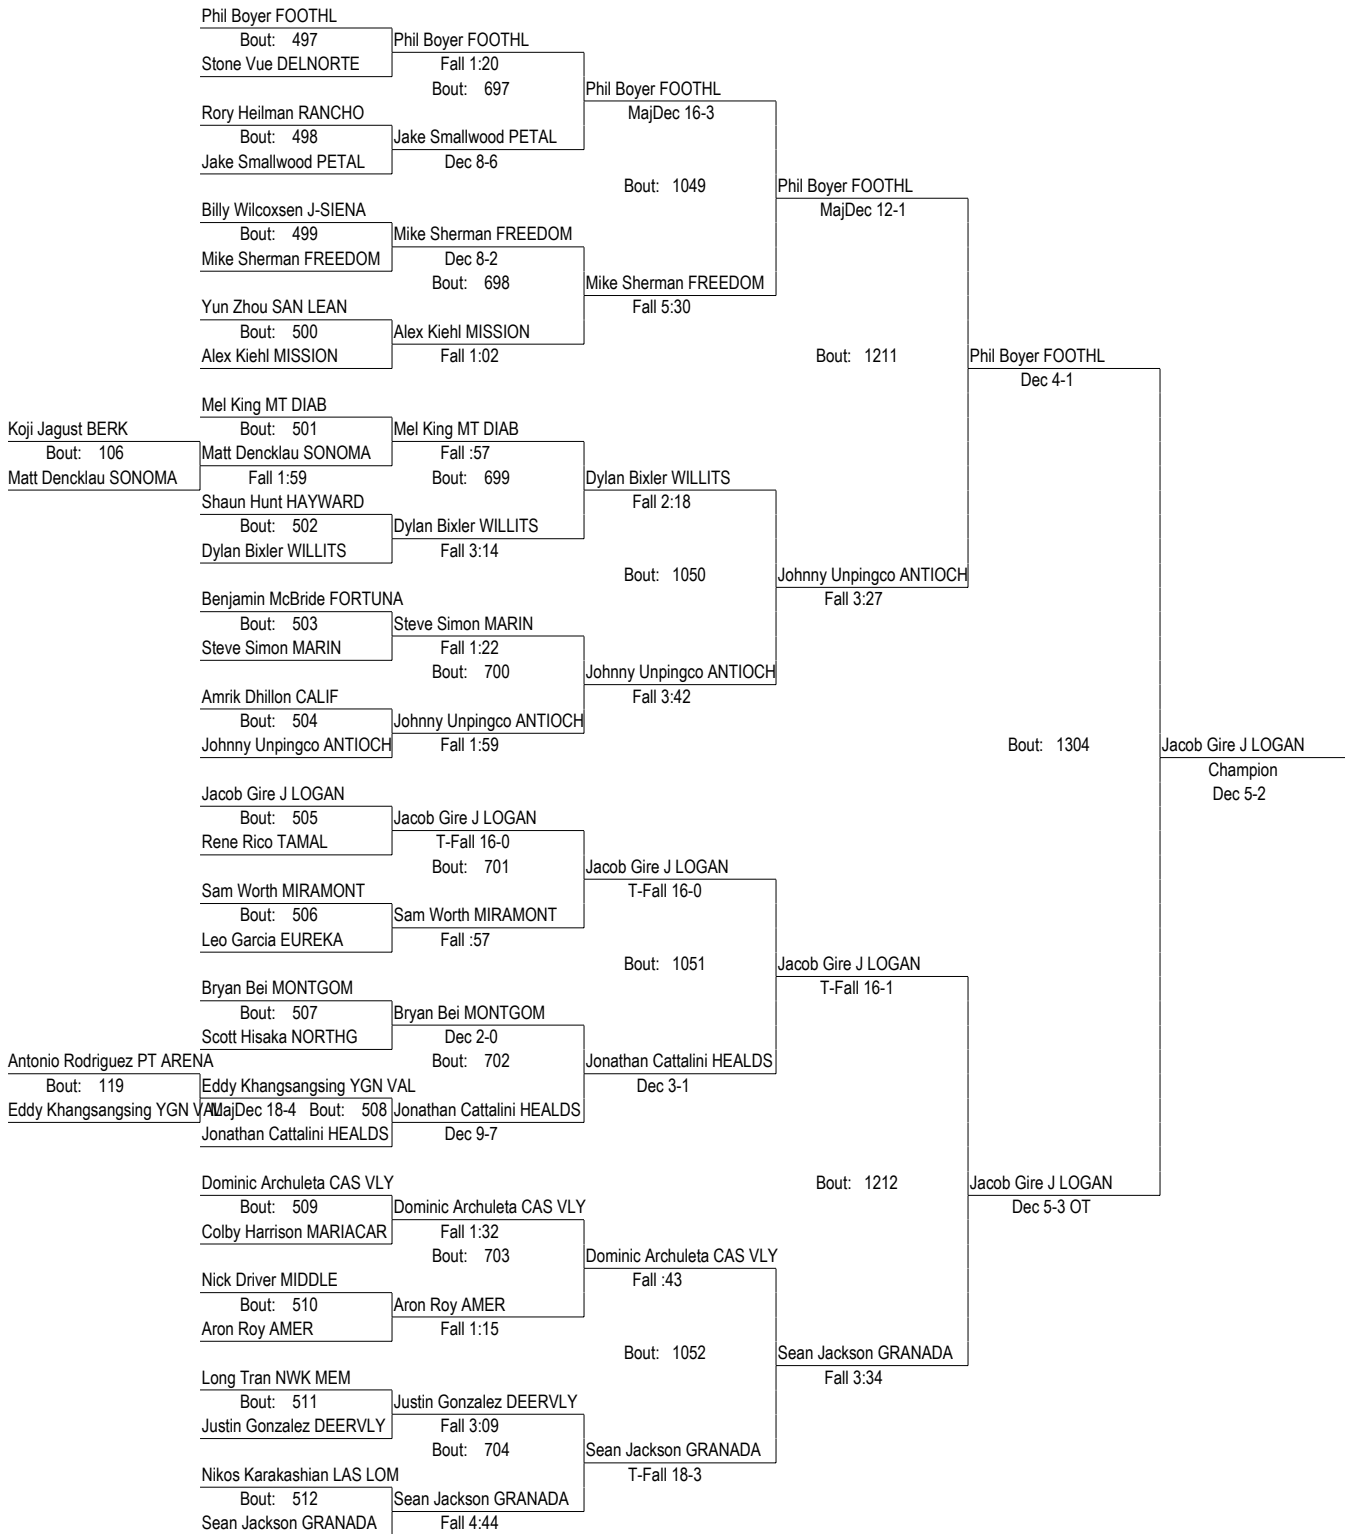 Phil Boyer FOOTHL
Bout: 497
Stone Vue DELNORTE
Phil Boyer FOOTHL
Fall 1:20
Bout: 697
Rory Heilman RANCHO
Bout: 498
Jake Smallwood PETAL
Jake Smallwood PETAL
Dec 8-6
Phil Boyer FOOTHL
MajDec 16-3
Bout: 1049
Billy Wilcoxsen J-SIENA
Bout: 499
Mike Sherman FREEDOM
Mike Sherman FREEDOM
Dec 8-2
Bout: 698
Yun Zhou SAN LEAN
Bout: 500
Alex Kiehl MISSION
Alex Kiehl MISSION
Fall 1:02
Mike Sherman FREEDOM
Fall 5:30
Phil Boyer FOOTHL
MajDec 12-1
Bout: 1211
Koji Jagust BERK
Bout: 106
Matt Dencklau SONOMA
Mel King MT DIAB
Bout: 501
Matt Dencklau SONOMA
Fall 1:59
Mel King MT DIAB
Fall :57
Bout: 699
Shaun Hunt HAYWARD
Bout: 502
Dylan Bixler WILLITS
Dylan Bixler WILLITS
Fall 3:14
Dylan Bixler WILLITS
Fall 2:18
Bout: 1050
Benjamin McBride FORTUNA
Bout: 503
Steve Simon MARIN
Steve Simon MARIN
Fall 1:22
Bout: 700
Amrik Dhillon CALIF
Bout: 504
Johnny Unpingco ANTIOCH
Johnny Unpingco ANTIOCH
Fall 1:59
Johnny Unpingco ANTIOCH
Fall 3:42
Johnny Unpingco ANTIOCH
Fall 3:27
Phil Boyer FOOTHL
Dec 4-1
Bout: 1304
Jacob Gire J LOGAN
Champion
Dec 5-2
Jacob Gire J LOGAN
Bout: 505
Rene Rico TAMAL
Jacob Gire J LOGAN
T-Fall 16-0
Bout: 701
Sam Worth MIRAMONT
Bout: 506
Leo Garcia EUREKA
Sam Worth MIRAMONT
Fall :57
Jacob Gire J LOGAN
T-Fall 16-0
Bout: 1051
Bryan Bei MONTGOM
Bout: 507
Scott Hisaka NORTHG
Bryan Bei MONTGOM
Dec 2-0
Bout: 702
Antonio Rodriguez PT ARENA
Bout: 119
Eddy Khangsangsing YGN VAL
Eddy Khangsangsing YGN VAL
MajDec 18-4 Bout: 508
Jonathan Cattalini HEALDS
Jonathan Cattalini HEALDS
Dec 9-7
Jonathan Cattalini HEALDS
Dec 3-1
Jacob Gire J LOGAN
T-Fall 16-1
Bout: 1212
Dominic Archuleta CAS VLY
Bout: 509
Colby Harrison MARIACAR
Dominic Archuleta CAS VLY
Fall 1:32
Bout: 703
Nick Driver MIDDLE
Bout: 510
Aron Roy AMER
Aron Roy AMER
Fall 1:15
Dominic Archuleta CAS VLY
Fall :43
Bout: 1052
Long Tran NWK MEM
Bout: 511
Justin Gonzalez DEERVLY
Justin Gonzalez DEERVLY
Fall 3:09
Bout: 704
Nikos Karakashian LAS LOM
Bout: 512
Sean Jackson GRANADA
Sean Jackson GRANADA
Fall 4:44
Sean Jackson GRANADA
T-Fall 18-3
Sean Jackson GRANADA
Fall 3:34
Jacob Gire J LOGAN
Dec 5-3 OT